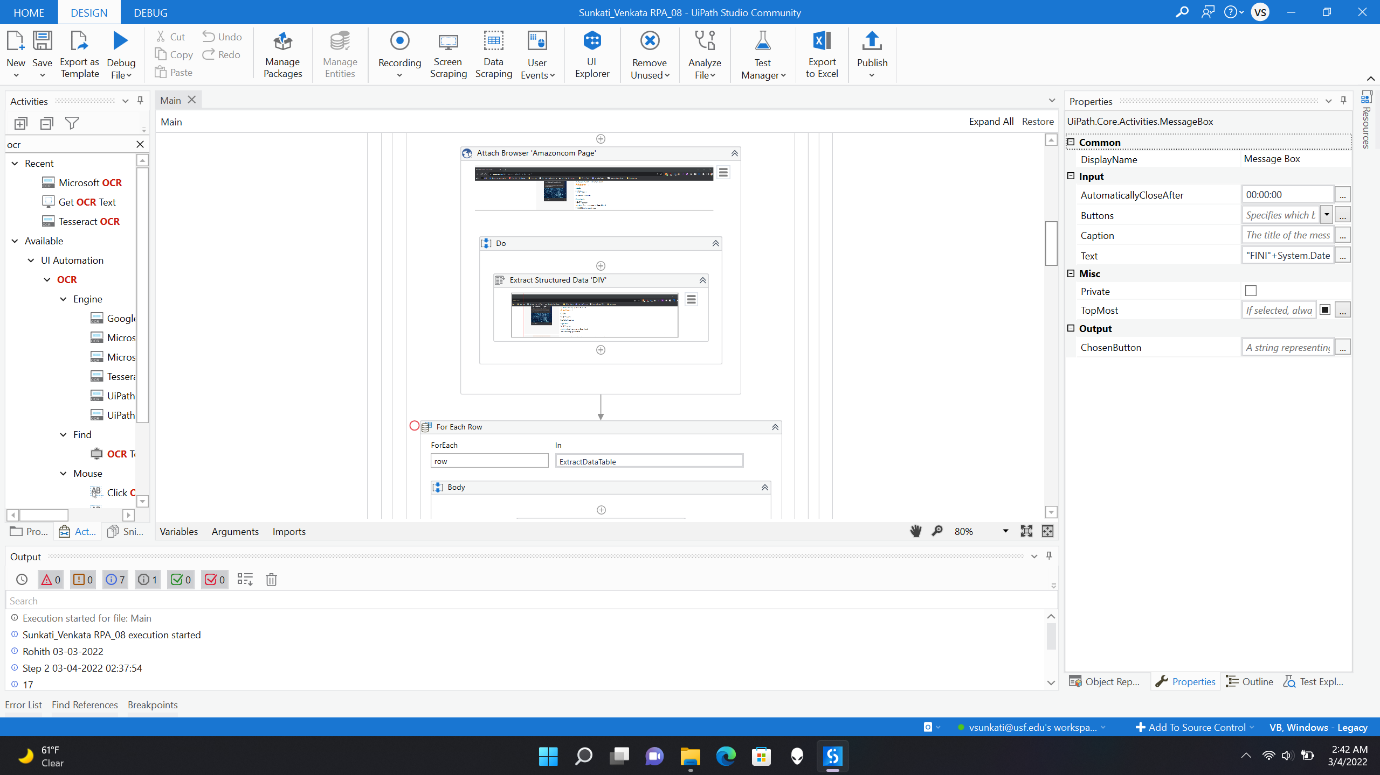 HOME DESIGN DEBUG Sunkati_Venkata RPA_08 - UiPath Studio Community VS
New Save Export as Template Debug File Cut Copy Paste Undo Redo Manage Packages Manage Entities Recording Screen Scraping Data Scraping User Events UI Explorer Remove Unused Analyze File Test Manager Export to Excel Publish
Activities
ocr
Recent
Microsoft OCR
Get OCR Text
Tesseract OCR
Available
UI Automation
OCR
Engine
Google
Micros
Micros
Tessera
UiPath
UiPath
Find
OCR Te
Mouse
Click O
Pro... Act... Sni...
Main
Main Expand All Restore
Attach Browser 'Amazoncom Page'
Do
Extract Structured Data 'DIV'
For Each Row
ForEach In
row ExtractDataTable
Body
Variables Arguments Imports 80%
Properties
UiPath.Core.Activities.MessageBox
Common
DisplayName Message Box
Input
AutomaticallyCloseAfter 00:00:00 ...
Buttons Specifies which b ...
Caption The title of the mess ...
Text "FINI"+System.Date ...
Misc
Private
TopMost If selected, alwa ...
Output
ChosenButton A string representing ...
Object Rep... Properties Outline Test Expl...
Resources
Output
0 0 7 1 0 0
Search
Execution started for file: Main
Sunkati_Venkata RPA_08 execution started
Rohith 03-03-2022
Step 2 03-04-2022 02:37:54
17
Error List Find References Breakpoints
vsunkati@usf.edu's workspa... Add To Source Control VB, Windows - Legacy
61°F
Clear
2:42 AM
3/4/2022